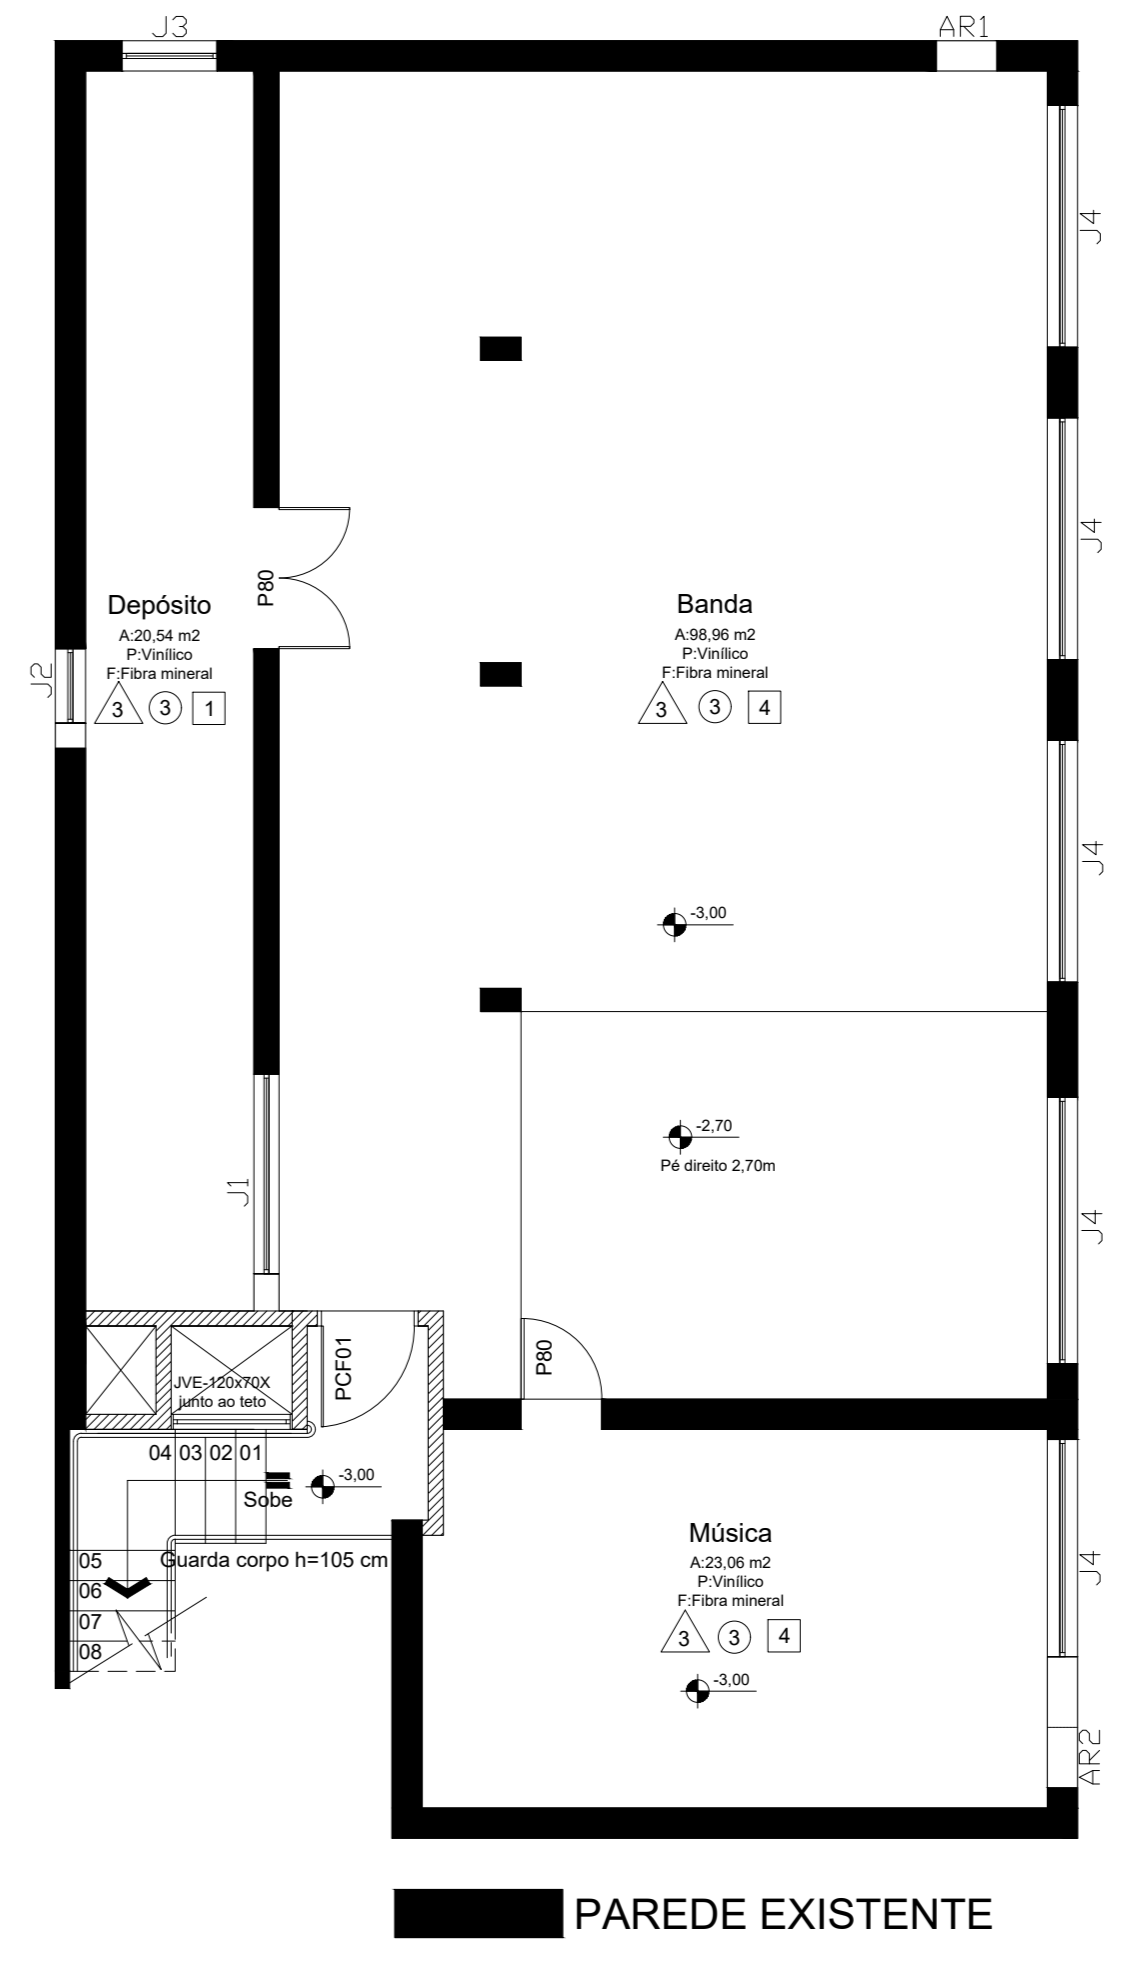 J3
AR1
J4
J4
P80
Depósito
A:20,54 m2
P:Vinílico
F:Fibra mineral
3 3 1
Banda
A:98,96 m2
P:Vinílico
F:Fibra mineral
3 3 4
J2
J4
-3,00
-2,70
Pé direito 2,70m
J1
J4
PCF01
P80
JVE-120x70X
junto ao teto
04 03 02 01
-3,00
Sobe
Guarda corpo h=105 cm
05
06
07
08
Música
A:23,06 m2
P:Vinílico
F:Fibra mineral
3 3 4
J4
-3,00
AR2
PAREDE EXISTENTE